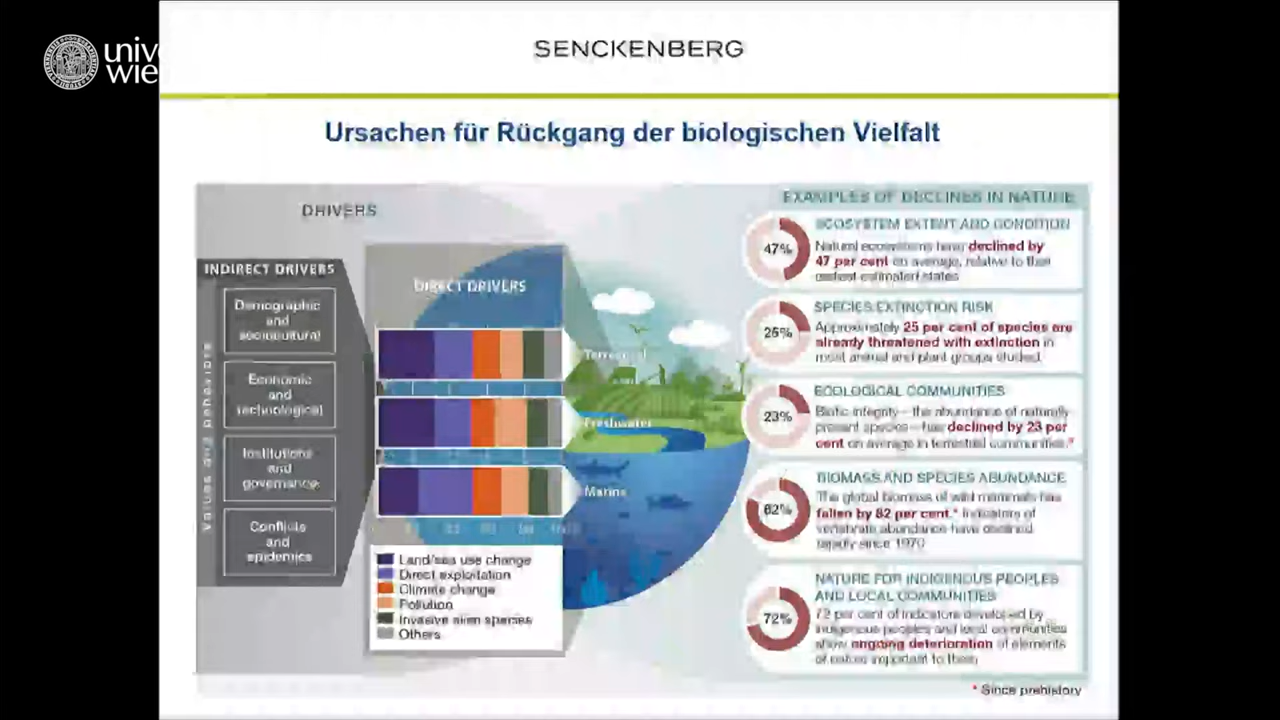 SENCKENBERG
Ursachen für Rückgang der biologischen Vielfalt
DRIVERS
INDIRECT DRIVERS
Values and behaviors
Demographic
and
sociocultural
Economic
and
technological
Institutions
and
governance
Conflicts
and
epidemics
DIRECT DRIVERS
Terrestrial
Freshwater
Marine
Land/sea use change
Direct exploitation
Climate change
Pollution
Invasive alien species
Others
EXAMPLES OF DECLINES IN NATURE
47%
ECOSYSTEM EXTENT AND CONDITION
Natural ecosystems have declined by
47 per cent on average, relative to their
earliest estimated states
25%
SPECIES EXTINCTION RISK
Approximately 25 per cent of species are
already threatened with extinction in
most animal and plant groups studied.
23%
ECOLOGICAL COMMUNITIES
Biotic integrity – the abundance of naturally
present species – has declined by 23 per
cent on average in terrestrial communities.*
82%
BIOMASS AND SPECIES ABUNDANCE
The global biomass of wild mammals has
fallen by 82 per cent.* Indicators of
vertebrate abundance have declined
rapidly since 1970
72%
NATURE FOR INDIGENOUS PEOPLES
AND LOCAL COMMUNITIES
72 per cent of indicators developed by
indigenous peoples and local communities
show ongoing deterioration of elements
of nature important to them
* Since prehistory